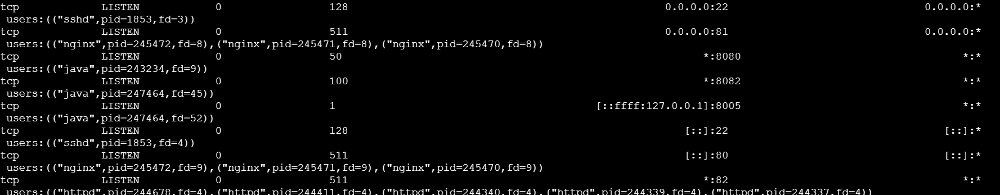 tcp LISTEN 0 128 0.0.0.0:22 0.0.0.0:*
users:(("sshd",pid=1853,fd=3))
tcp LISTEN 0 511 0.0.0.0:81 0.0.0.0:*
users:(("nginx",pid=245472,fd=8),("nginx",pid=245471,fd=8),("nginx",pid=245470,fd=8))
tcp LISTEN 0 50 *:8080 *:*
users:(("java",pid=243234,fd=9))
tcp LISTEN 0 100 *:8082 *:*
users:(("java",pid=247464,fd=45))
tcp LISTEN 0 1 [::ffff:127.0.0.1]:8005 *:*
users:(("java",pid=247464,fd=52))
tcp LISTEN 0 128 [::]:22 [::]:*
users:(("sshd",pid=1853,fd=4))
tcp LISTEN 0 511 [::]:80 [::]:*
users:(("nginx",pid=245472,fd=9),("nginx",pid=245471,fd=9),("nginx",pid=245470,fd=9))
tcp LISTEN 0 511 *:82 *:*
users:(("httpd",pid=244678,fd=4),("httpd",pid=244411,fd=4),("httpd",pid=244340,fd=4),("httpd",pid=244339,fd=4),("httpd",pid=244337,fd=4))